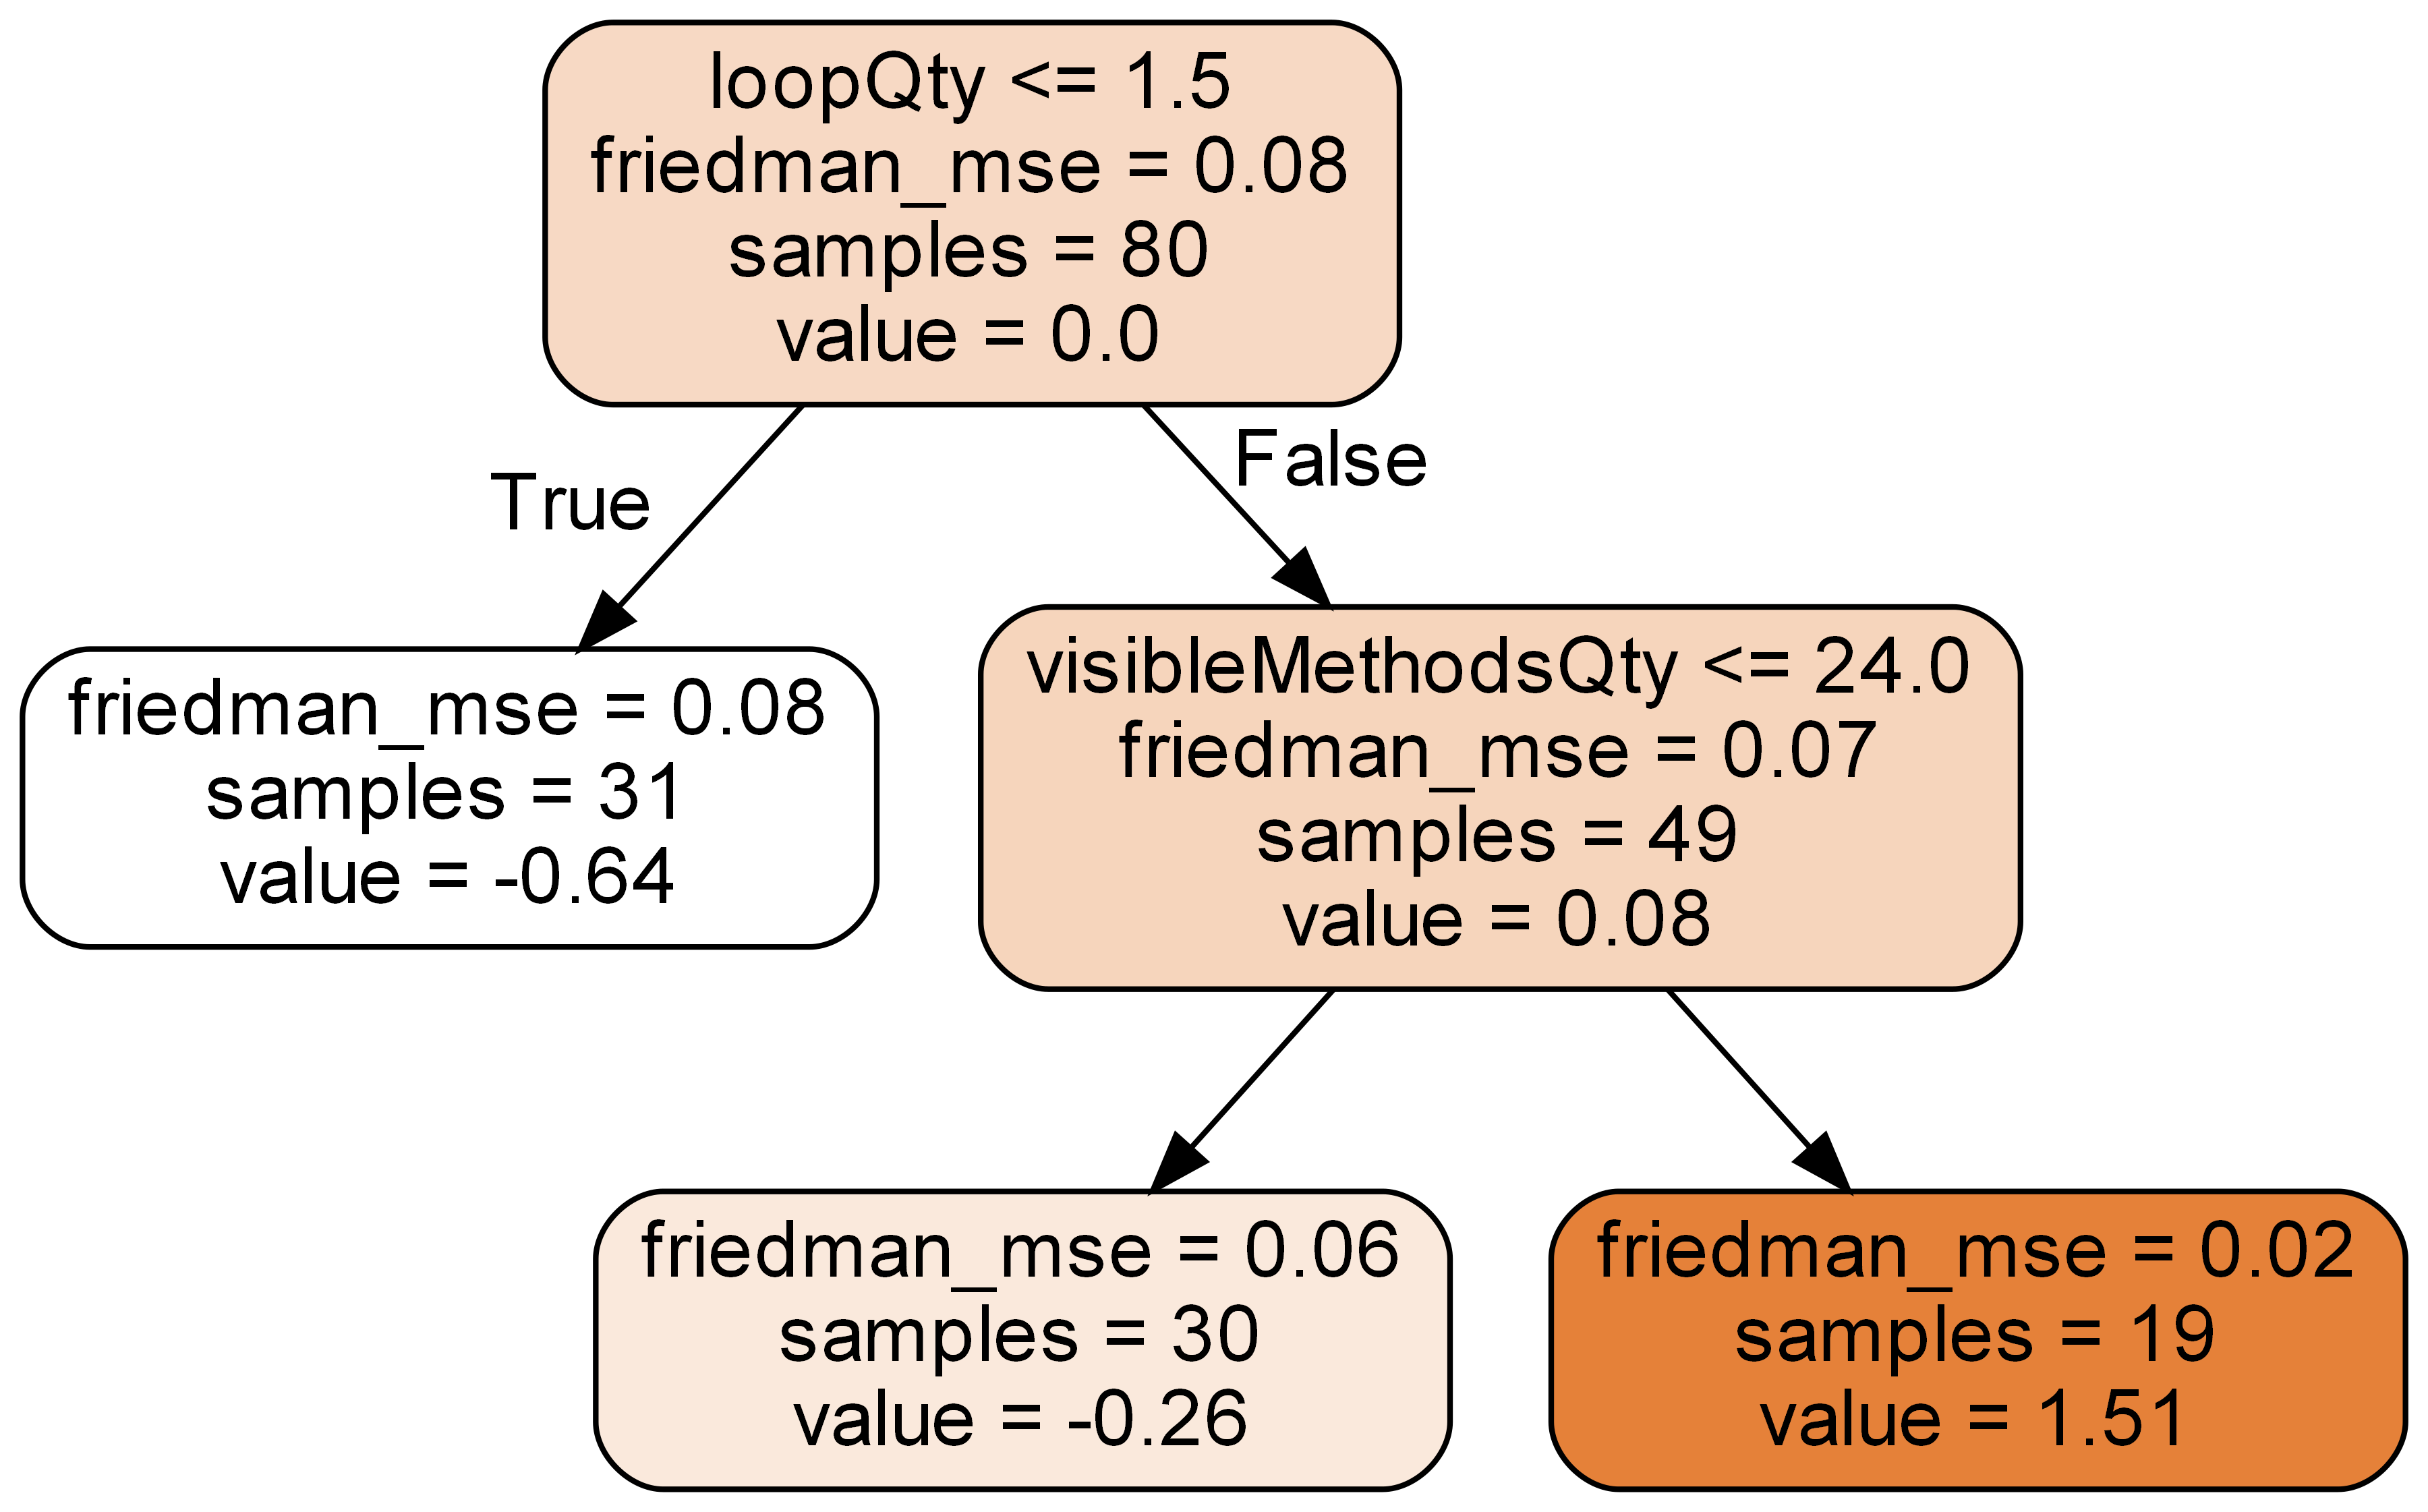 loopQty <= 1.5
friedman_mse = 0.08
samples = 80
value = 0.0
True
False
friedman_mse = 0.08
samples = 31
value = -0.64
visibleMethodsQty <= 24.0
friedman_mse = 0.07
samples = 49
value = 0.08
friedman_mse = 0.06
samples = 30
value = -0.26
friedman_mse = 0.02
samples = 19
value = 1.51